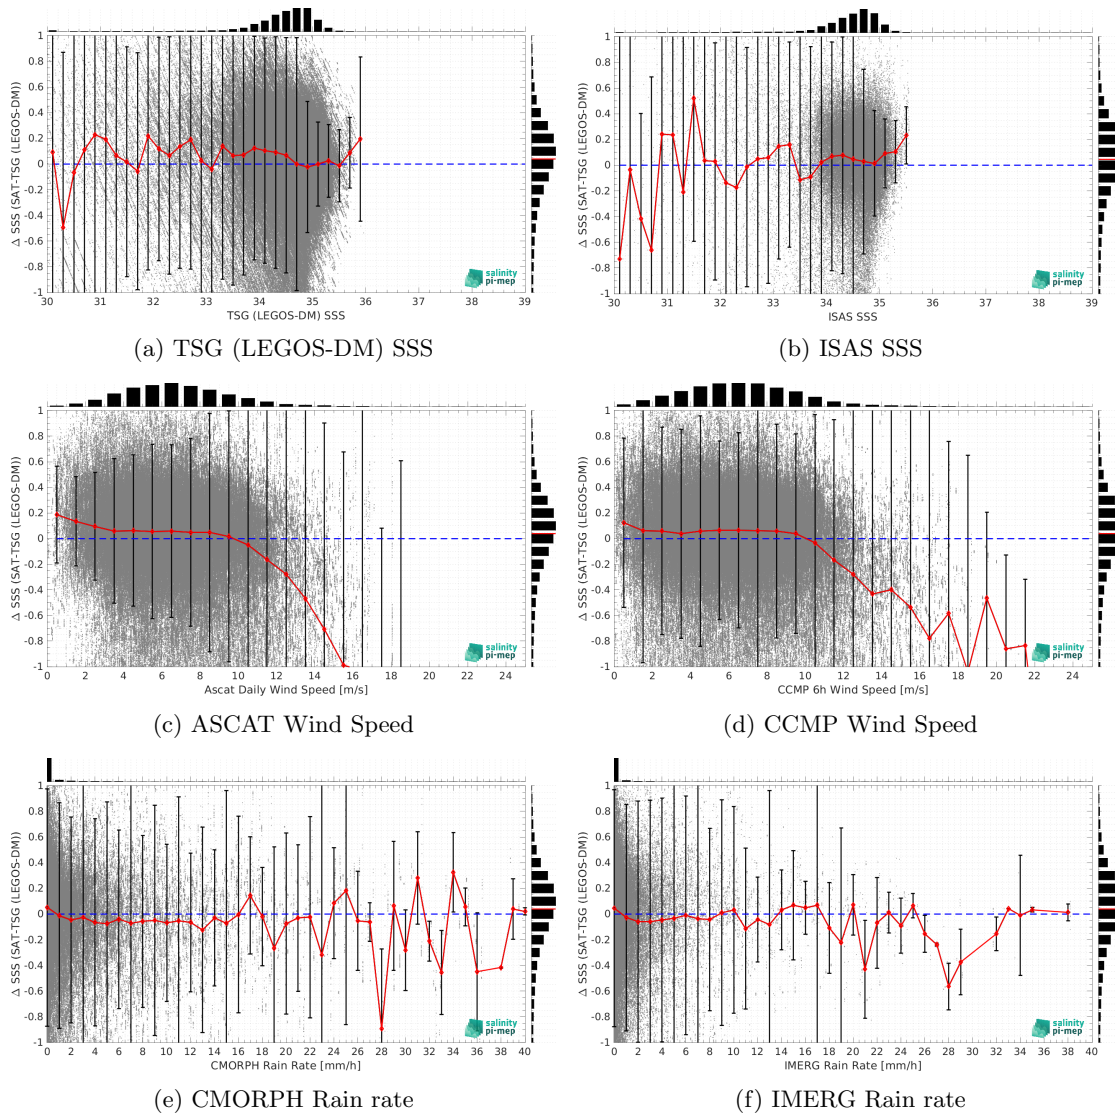 1
0.8
0.6
0.4
0.2
0
-0.2
-0.4
-0.6
-0.8
-1
Δ SSS (SAT-TSG (LEGOS-DM))
30 31 32 33 34 35 36 37 38 39
TSG (LEGOS-DM) SSS
salinity
pi-mep
(a) TSG (LEGOS-DM) SSS
1
0.8
0.6
0.4
0.2
0
-0.2
-0.4
-0.6
-0.8
-1
Δ SSS (SAT-TSG (LEGOS-DM))
30 31 32 33 34 35 36 37 38 39
ISAS SSS
salinity
pi-mep
(b) ISAS SSS
1
0.8
0.6
0.4
0.2
0
-0.2
-0.4
-0.6
-0.8
-1
Δ SSS (SAT-TSG (LEGOS-DM))
0 2 4 6 8 10 12 14 16 18 20 22 24
Ascat Daily Wind Speed [m/s]
salinity
pi-mep
(c) ASCAT Wind Speed
1
0.8
0.6
0.4
0.2
0
-0.2
-0.4
-0.6
-0.8
-1
Δ SSS (SAT-TSG (LEGOS-DM))
0 2 4 6 8 10 12 14 16 18 20 22 24
CCMP 6h Wind Speed [m/s]
salinity
pi-mep
(d) CCMP Wind Speed
1
0.8
0.6
0.4
0.2
0
-0.2
-0.4
-0.6
-0.8
-1
Δ SSS (SAT-TSG (LEGOS-DM))
0 2 4 6 8 10 12 14 16 18 20 22 24 26 28 30 32 34 36 38 40
CMORPH Rain Rate [mm/h]
salinity
pi-mep
(e) CMORPH Rain rate
1
0.8
0.6
0.4
0.2
0
-0.2
-0.4
-0.6
-0.8
-1
Δ SSS (SAT-TSG (LEGOS-DM))
0 2 4 6 8 10 12 14 16 18 20 22 24 26 28 30 32 34 36 38 40
IMERG Rain Rate [mm/h]
salinity
pi-mep
(f) IMERG Rain rate